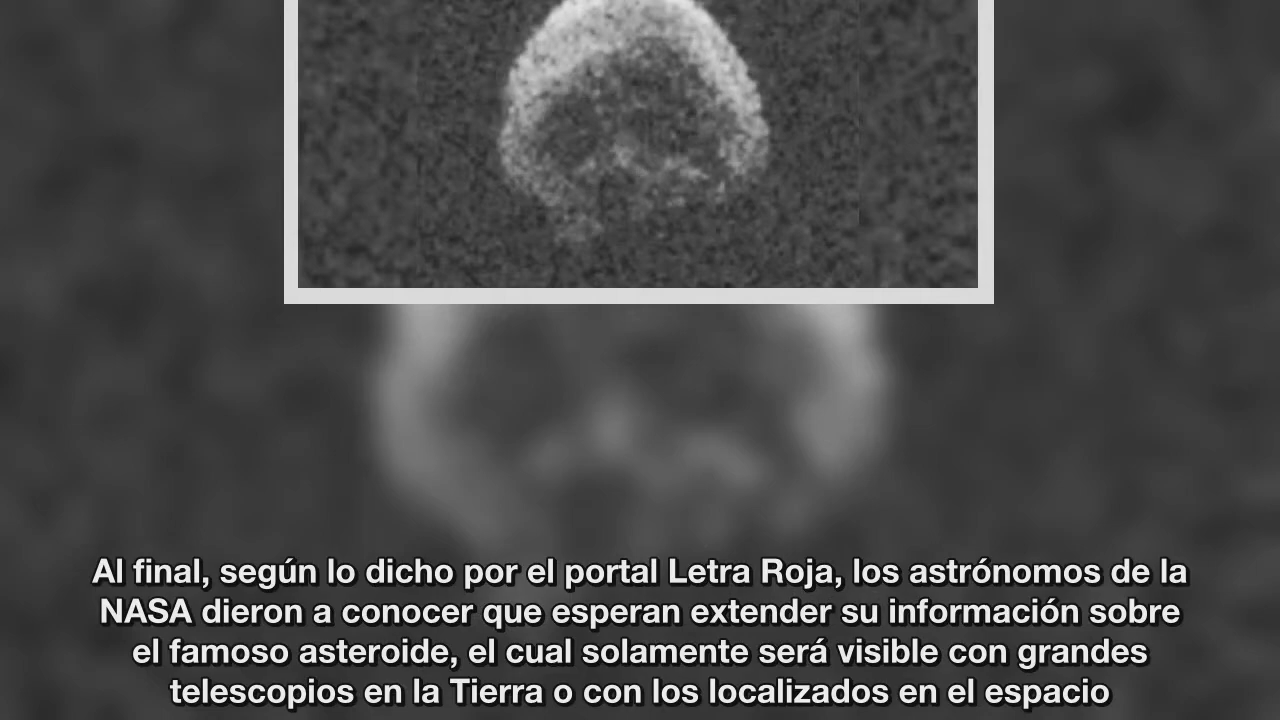 Al final, según lo dicho por el portal Letra Roja, los astrónomos de la
NASA dieron a conocer que esperan extender su información sobre
el famoso asteroide, el cual solamente será visible con grandes
telescopios en la Tierra o con los localizados en el espacio